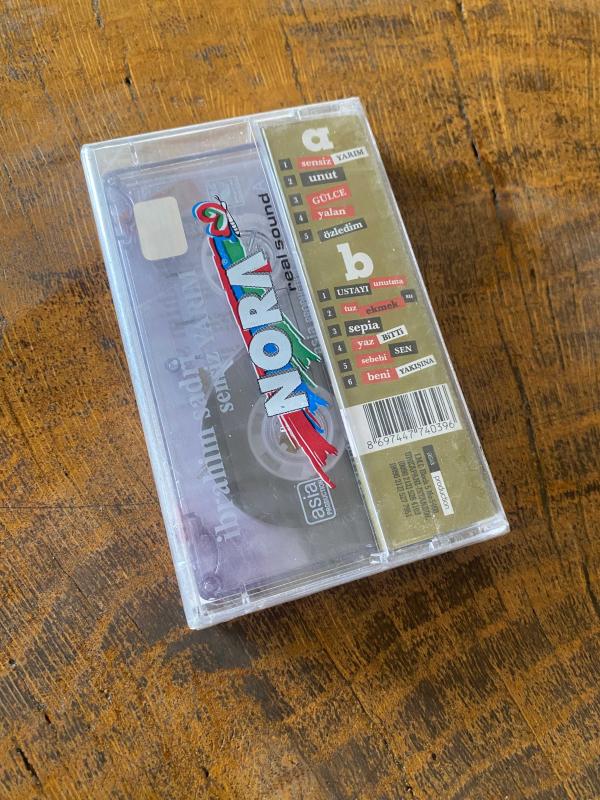 a
1 sensiz YARIM
2 unut
3 GÜLCE
4 yalan
5 özledim
b
1 USTAYI unutma
2 tuz ekmek
3 sepia
4 yaz BİTTİ
5 sebebi SEN
6 beni YAKIŞINA
8 697447 740396
production
NORA
real sound
ibrahim sadri
sensiz
asia
PRODUCTION